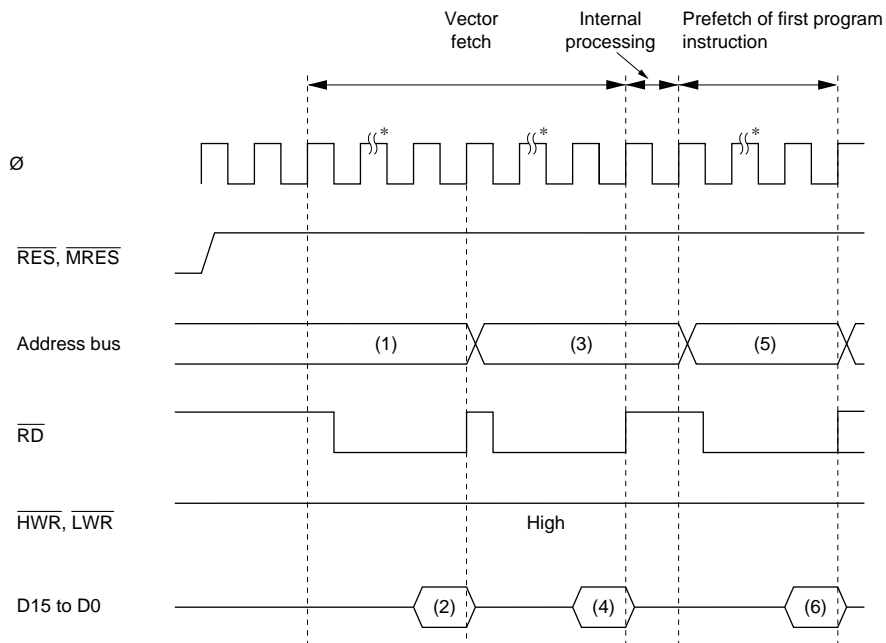 Vector
fetch
Internal
processing
Prefetch of first program
instruction
*
*
*
Ø
RES, MRES
Address bus
(1)
(3)
(5)
RD
HWR, LWR
High
D15 to D0
(2)
(4)
(6)